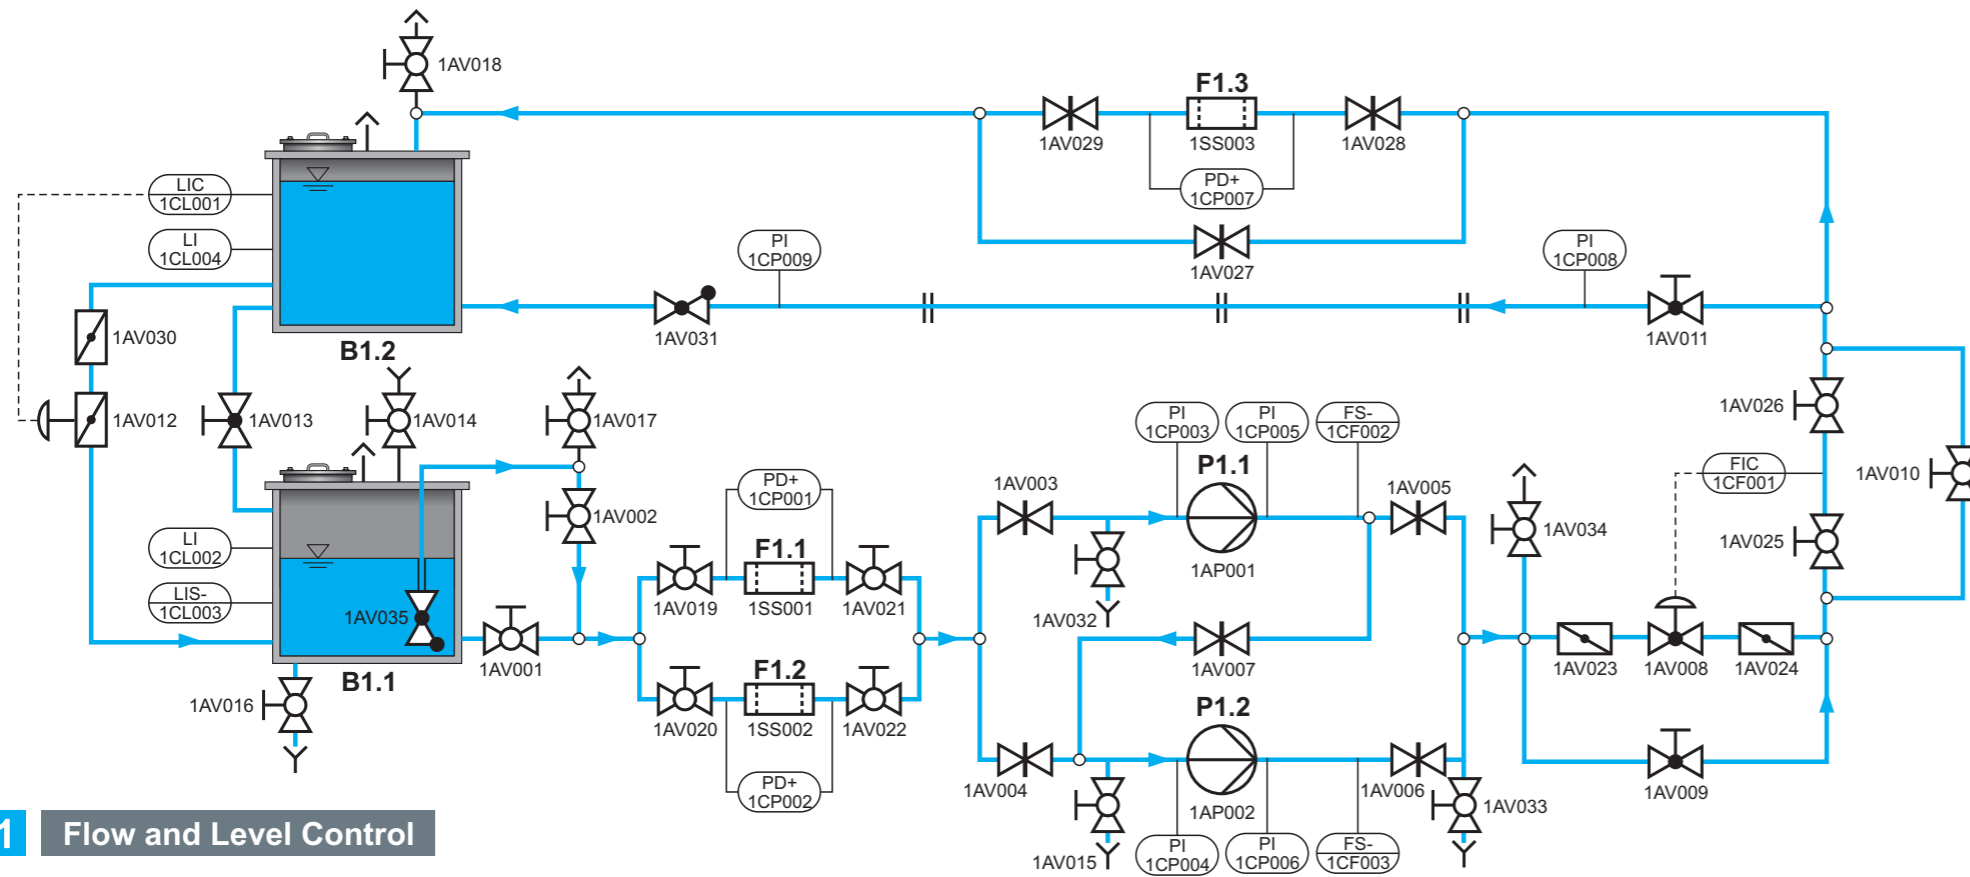 1AV018
F1.3
1AV029
1SS003
1AV028
PD+
1CP007
LIC
1CL001
LI
1CL004
PI
1CP009
1AV027
PI
1CP008
1AV030
1AV031
1AV011
B1.2
1AV012
1AV013
1AV014
1AV017
PI
1CP003
PI
1CP005
FS-
1CF002
1AV026
P1.1
FIC
1CF001
1AV010
PD+
1CP001
1AV003
1AV005
1AV002
1AV034
1AV025
LI
1CL002
F1.1
1AP001
LIS-
1CL003
1AV035
1AV019
1SS001
1AV021
1AV032
1AV001
1AV007
1AV023
1AV008
1AV024
B1.1
F1.2
1AV016
P1.2
1AV020
1SS002
1AV022
PD+
1CP002
1AV004
1AP002
1AV006
1AV033
1AV009
1AV015
PI
1CP004
PI
1CP006
FS-
1CF003
1
Flow and Level Control